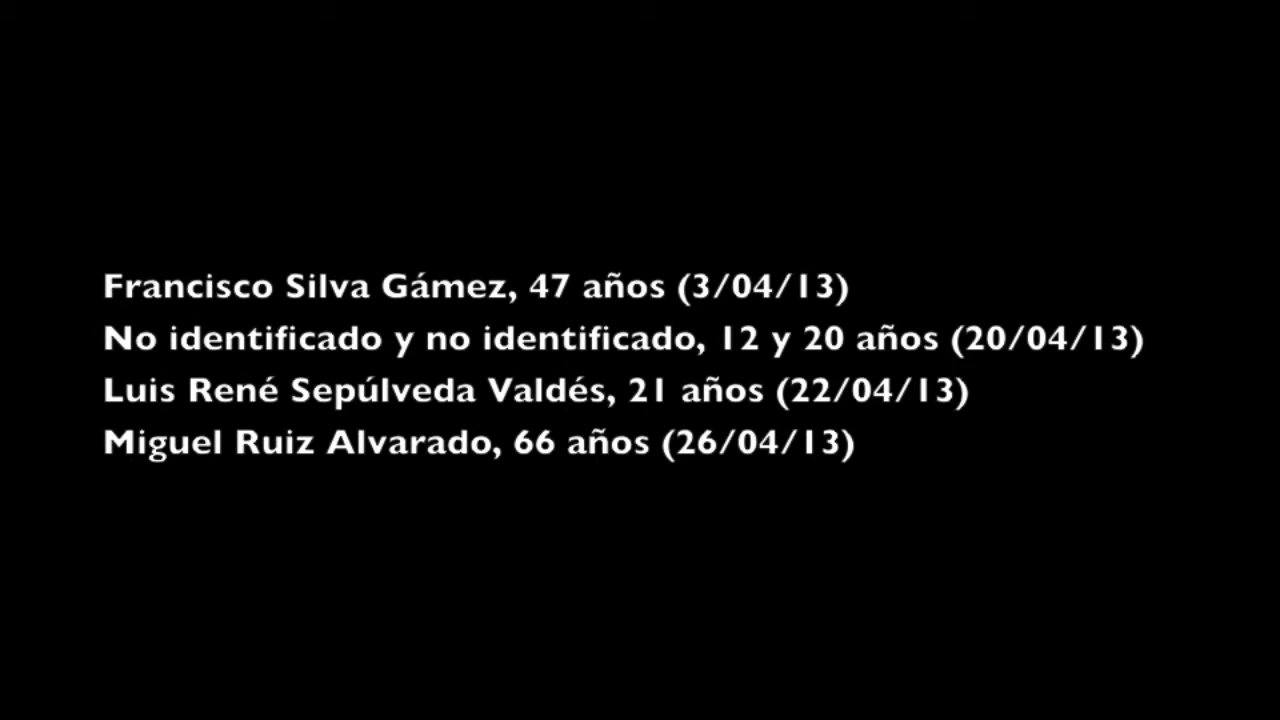 Francisco Silva Gámez, 47 años (3/04/13)
No identificado y no identificado, 12 y 20 años (20/04/13)
Luis René Sepúlveda Valdés, 21 años (22/04/13)
Miguel Ruiz Alvarado, 66 años (26/04/13)